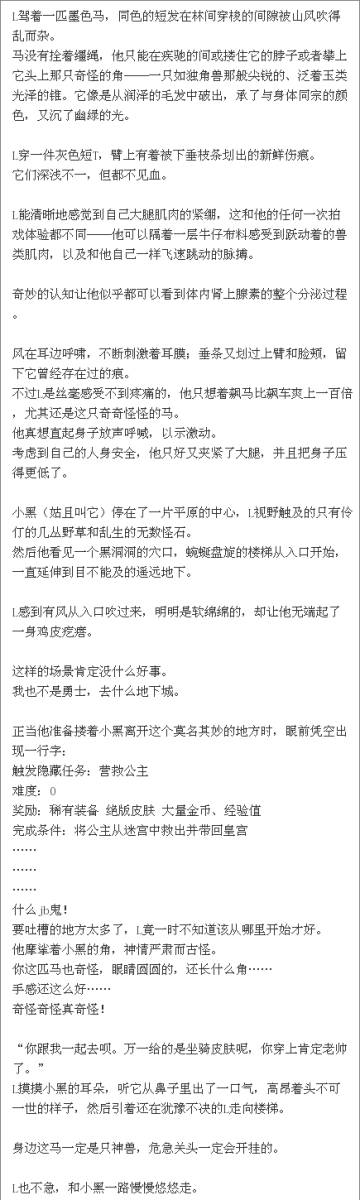 L驾着一匹墨色马，同色的短发在林间穿梭的间隙被山风吹得
乱而杂。
马没有拴着缰绳，他只能在疾驰的间或搂住它的脖子或者攀上
它头上那只奇怪的角——一只如独角兽那般尖锐的、泛着玉类
光泽的锥。它像是从润泽的毛发中破出，承了与身体同宗的颜
色，又沉了幽绿的光。
L穿一件灰色短T，臂上有着被下垂枝条划出的新鲜伤痕。
它们深浅不一，但都不见血。
L能清晰地感觉到自己大腿肌肉的紧绷，这和他的任何一次拍
戏体验都不同——他可以隔着一层牛仔布料感受到跃动着的兽
类肌肉，以及和他自己一样飞速跳动的脉搏。
奇妙的认知让他似乎都可以看到体内肾上腺素的整个分泌过程
。
风在耳边呼啸，不断刺激着耳膜；垂条又划过上臂和脸颊，留
下它曾经存在过的痕。
不过L是丝毫感受不到疼痛的，他只想着飙马比飙车爽上一百倍
，尤其还是这只奇奇怪怪的马。
他真想直起身子放声呼喊，以示激动。
考虑到自己的人身安全，他只好又夹紧了大腿，并且把身子压
得更低了。
小黑（姑且叫它）停在了一片平原的中心，L视野触及的只有伶
仃的几丛野草和乱生的无数怪石。
然后他看见一个黑洞洞的穴口，蜿蜒盘旋的楼梯从入口开始，
一直延伸到目不能及的遥远地下。
L感到有风从入口吹过来，明明是软绵绵的，却让他无端起了
一身鸡皮疙瘩。
这样的场景肯定没什么好事。
我也不是勇士，去什么地下城。
正当他准备搂着小黑离开这个莫名其妙的地方时，眼前凭空出
现一行字：
触发隐藏任务：营救公主
难度：0
奖励：稀有装备 绝版皮肤 大量金币、经验值
完成条件：将公主从迷宫中救出并带回皇宫
……
……
……
什么jb鬼！
要吐槽的地方太多了，L竟一时不知道该从哪里开始才好。
他摩挲着小黑的角，神情严肃而古怪。
你这匹马也奇怪，眼睛圆圆的，还长什么角……
手感还这么好……
奇怪奇怪真奇怪！
“你跟我一起去呗。万一给的是坐骑皮肤呢，你穿上肯定老帅
了。”
L摸摸小黑的耳朵，听它从鼻子里出了一口气，高昂着头不可
一世的样子，然后引着还在犹豫不决的L走向楼梯。
身边这马一定是只神兽，危急关头一定会开挂的。
L也不急，和小黑一路慢慢悠悠走。